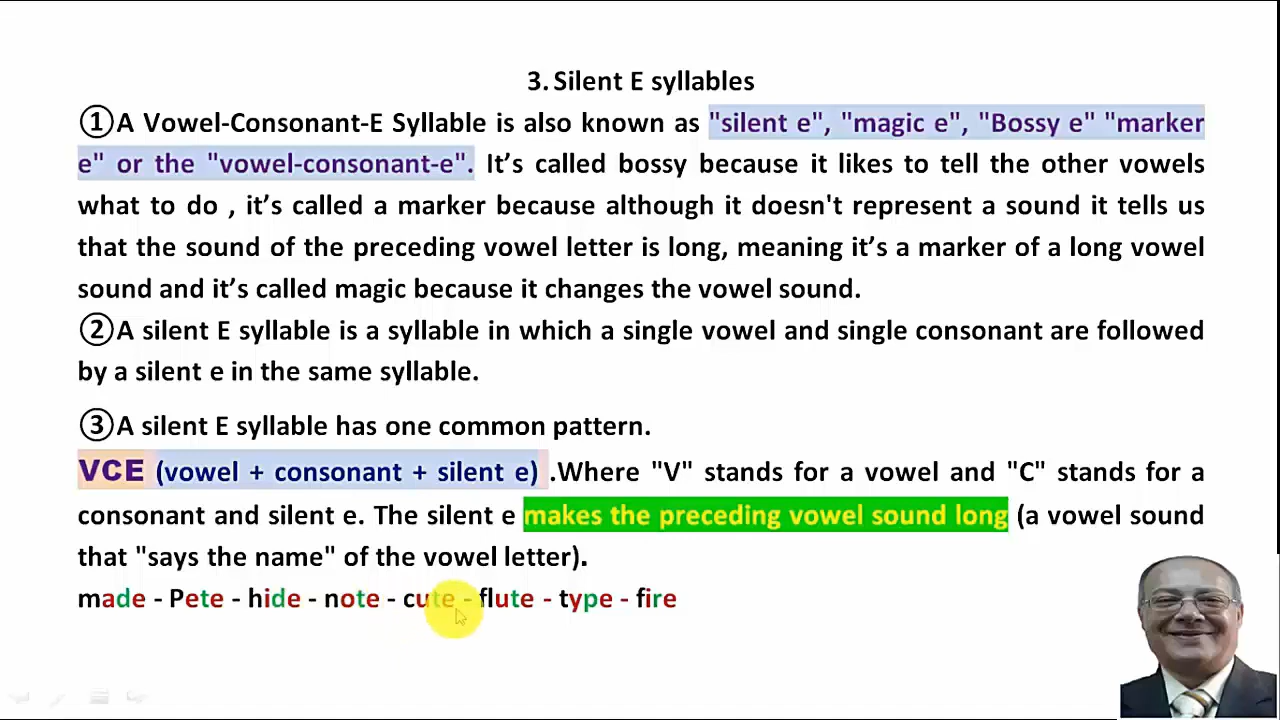 3. Silent E syllables
①A Vowel-Consonant-E Syllable is also known as "silent e", "magic e", "Bossy e" "marker
e" or the "vowel-consonant-e". It’s called bossy because it likes to tell the other vowels
what to do , it’s called a marker because although it doesn't represent a sound it tells us
that the sound of the preceding vowel letter is long, meaning it’s a marker of a long vowel
sound and it’s called magic because it changes the vowel sound.
②A silent E syllable is a syllable in which a single vowel and single consonant are followed
by a silent e in the same syllable.
③A silent E syllable has one common pattern.
VCE (vowel + consonant + silent e) .Where "V" stands for a vowel and "C" stands for a
consonant and silent e. The silent e makes the preceding vowel sound long (a vowel sound
that "says the name" of the vowel letter).
made - Pete - hide - note - cute - flute - type - fire